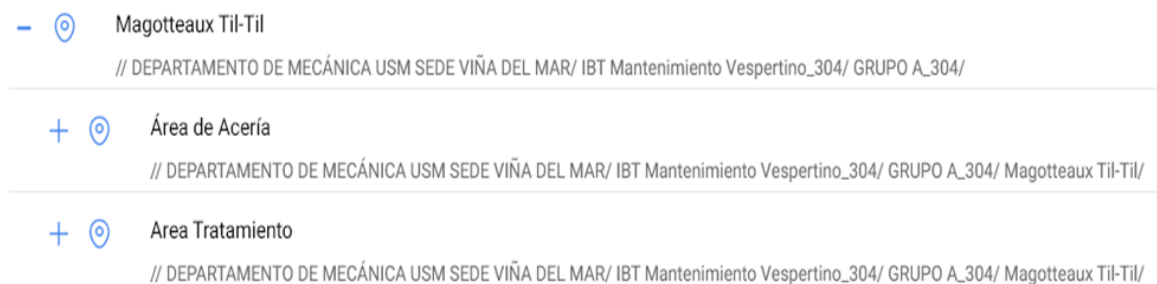 Magotteaux Til-Til
// DEPARTAMENTO DE MECÁNICA USM SEDE VIÑA DEL MAR/ IBT Mantenimiento Vespertino_304/ GRUPO A_304/
Área de Acería
// DEPARTAMENTO DE MECÁNICA USM SEDE VIÑA DEL MAR/ IBT Mantenimiento Vespertino_304/ GRUPO A_304/ Magotteaux Til-Til/
Area Tratamiento
// DEPARTAMENTO DE MECÁNICA USM SEDE VIÑA DEL MAR/ IBT Mantenimiento Vespertino_304/ GRUPO A_304/ Magotteaux Til-Til/